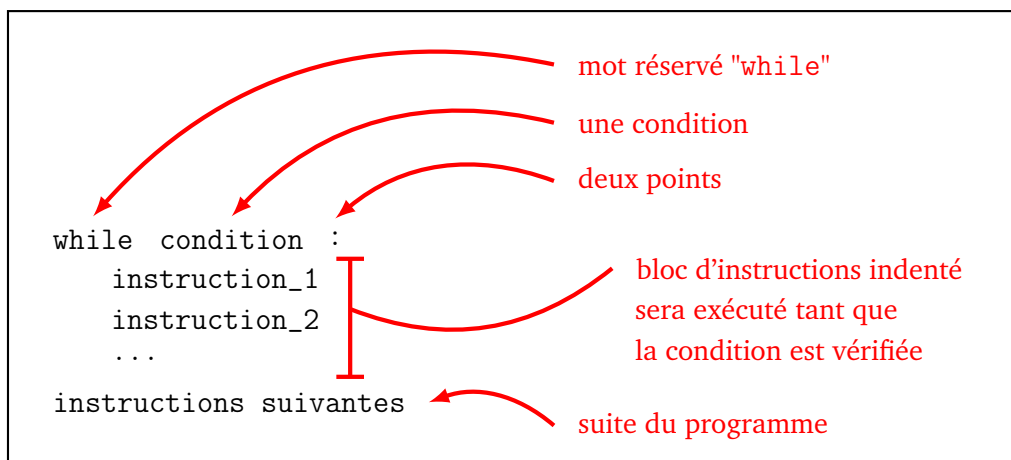 mot réservé "while"
une condition
deux points
while condition :
instruction_1
instruction_2
...
instructions suivantes
bloc d'instructions indenté
sera exécuté tant que
la condition est vérifiée
suite du programme